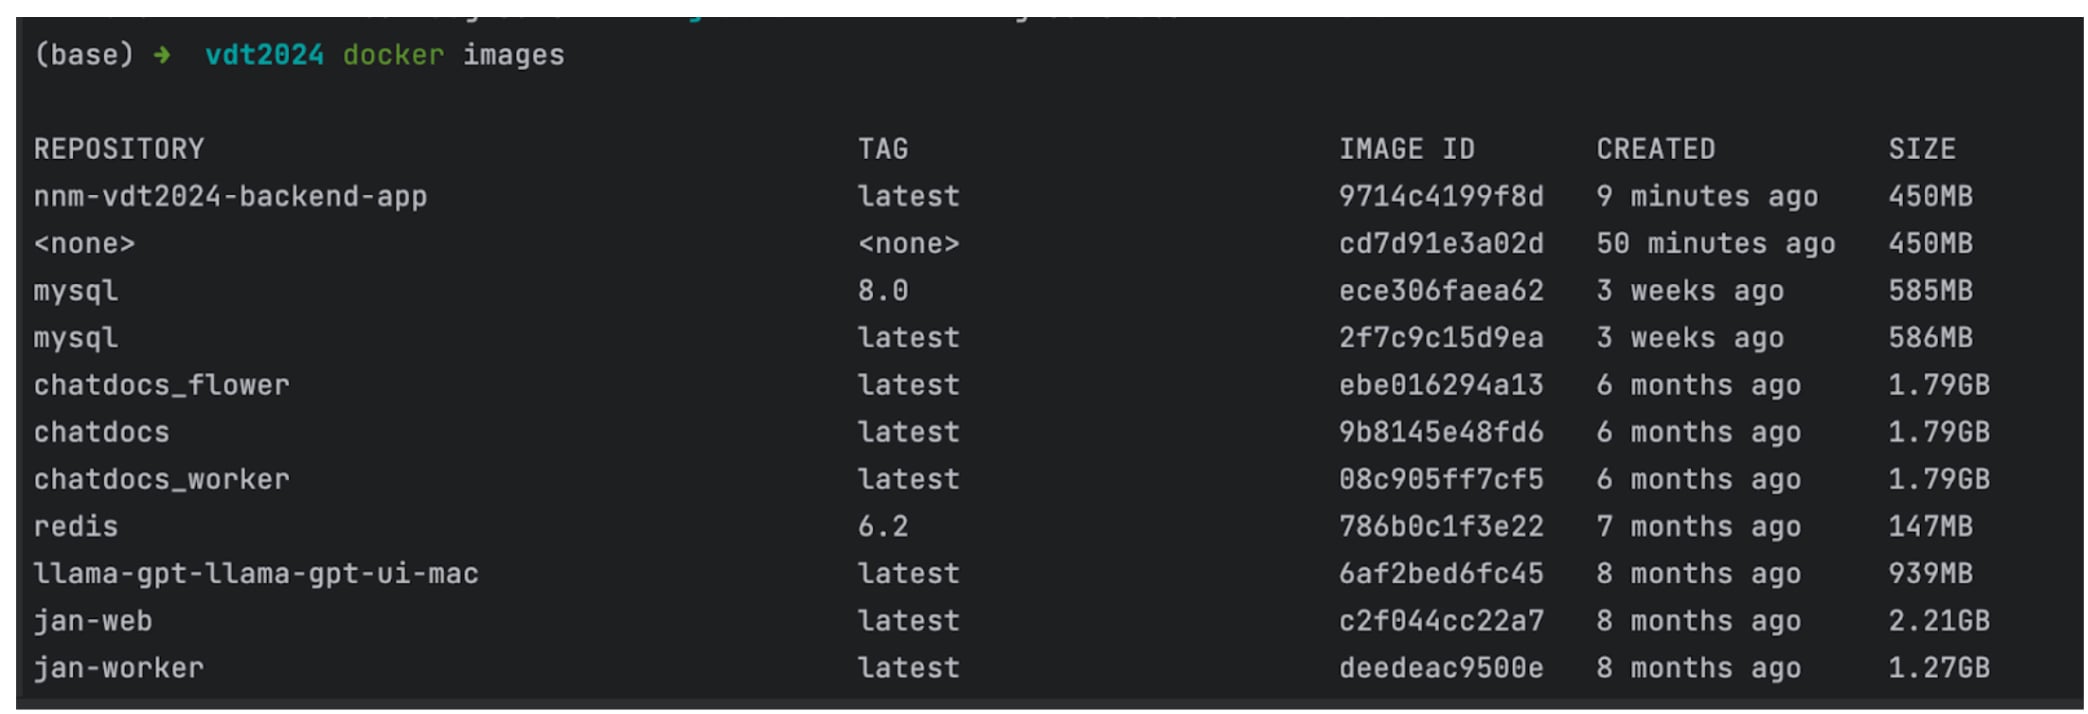 (base) ➜ vdt2024 docker images
REPOSITORY TAG IMAGE ID CREATED SIZE
nnm-vdt2024-backend-app latest 9714c4199f8d 9 minutes ago 450MB
<none> <none> cd7d91e3a02d 50 minutes ago 450MB
mysql 8.0 ece306faea62 3 weeks ago 585MB
mysql latest 2f7c9c15d9ea 3 weeks ago 586MB
chatdocs_flower latest ebe016294a13 6 months ago 1.79GB
chatdocs latest 9b8145e48fd6 6 months ago 1.79GB
chatdocs_worker latest 08c905ff7cf5 6 months ago 1.79GB
redis 6.2 786b0c1f3e22 7 months ago 147MB
llama-gpt-llama-gpt-ui-mac latest 6af2bed6fc45 8 months ago 939MB
jan-web latest c2f044cc22a7 8 months ago 2.21GB
jan-worker latest deedeac9500e 8 months ago 1.27GB